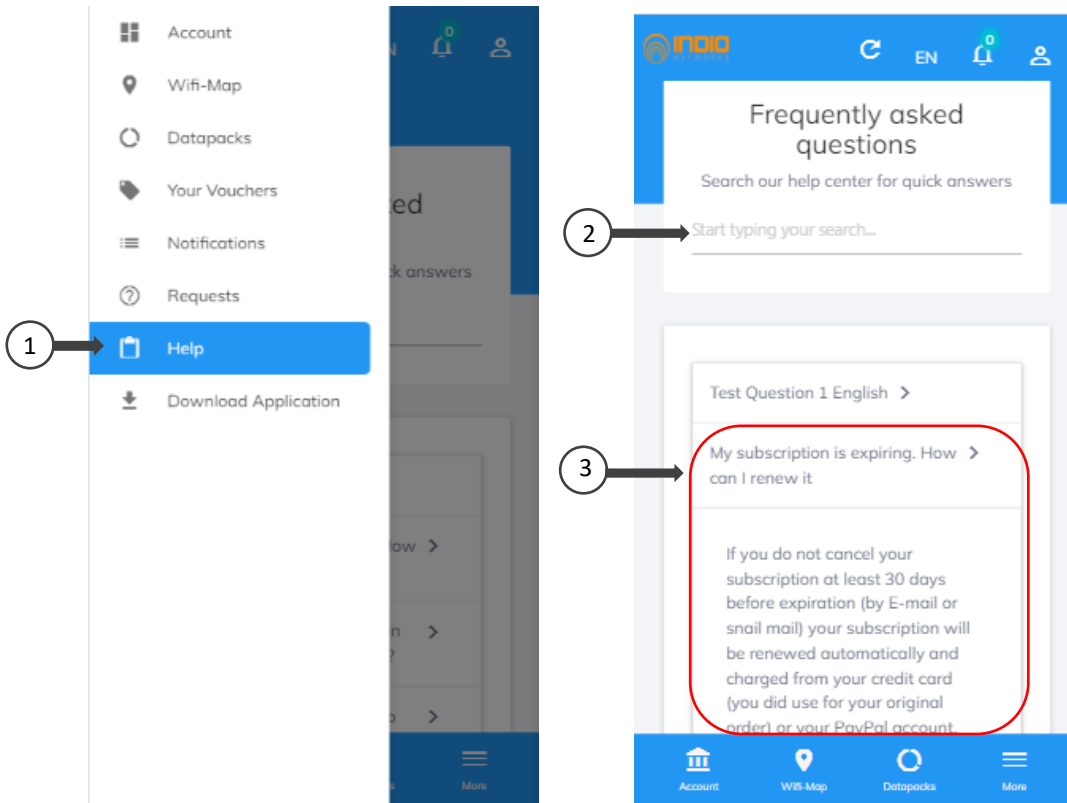 Account
Wifi-Map
Datapacks
Your Vouchers
Notifications
Requests
1
Help
Download Application
N
0
ted
ck answers
low
n
?
More
INDIO
NETWORKS
EN
0
Frequently asked
questions
Search our help center for quick answers
2
Start typing your search...
Test Question 1 English
3
My subscription is expiring. How
can I renew it
If you do not cancel your
subscription at least 30 days
before expiration (by E-mail or
snail mail) your subscription will
be renewed automatically and
charged from your credit card
(you did use for your original
order) or your PayPal account.
Account
Wifi-Map
Datapacks
More